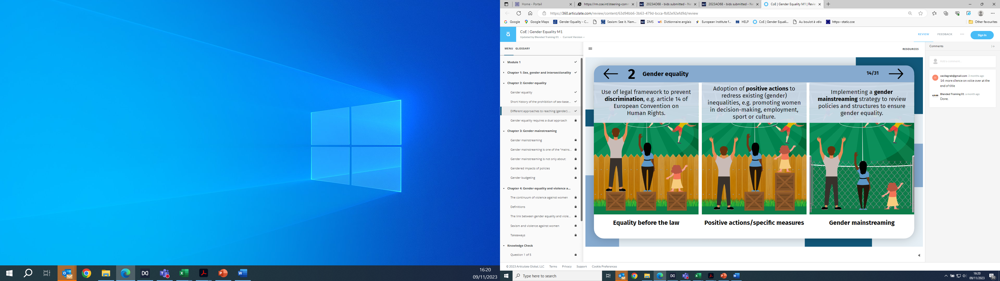 16:20
09/11/2023
Home - Portail
https://rm.coe.int/steering-comm
2023AO68 - bids submitted - Ne
2023AO68 - bids submitted - Ne
CoE | Gender Equality M1 | Revie
https://360.articulate.com/review/content/63d94bb6-3b63-479d-bcca-fb82e92efd9d/review
Google
Google Maps
Gender Equality - C...
Sexism: See it. Nam...
DMS
Dictionnaire anglais
European Institute f...
HELP
CoE | Gender Equali...
Au boulot à vélo
https--static.coe
Other favourites
CoE | Gender Equality M1
Updated by Blended Training 01 - Current Version
REVIEW
FEEDBACK
Sign In
MENU GLOSSARY
Module 1
Chapter 1: Sex, gender and intersectionality
Chapter 2: Gender equality
Gender equality
Short history of the prohibition of sex-base...
Different approaches to reaching (gender) ...
Gender equality requires a dual approach
Chapter 3: Gender mainstreaming
Gender mainstreaming
Gender mainstreaming is one of the "mains...
Gender mainstreaming is not only about:
Gendered impacts of policies
Gender budgeting
Chapter 4: Gender equality and violence a...
The continuum of violence against women
Definitions
The link between gender equality and viole...
Sexism and violence against women
Takeaways
Knowledge Check
Question 1 of 5
RESOURCES
2 Gender equality
14/31
Use of legal framework to prevent
discrimination, e.g. article 14 of
European Convention on
Human Rights.
Adoption of positive actions to
redress existing (gender)
inequalities, e.g. promoting women
in decision-making, employment,
sport or culture.
Implementing a gender
mainstreaming strategy to review
policies and structures to ensure
gender equality.
Equality before the law
Positive actions/specific measures
Gender mainstreaming
Comments
Add a comment...
cecilegreb@gmail.com 2 months ago
14: more silence on voice over at the
end of title
Blended Training 01 a month ago
Done.
© 2023 Articulate Global, LLC
Terms
Privacy
Support
Cookie Preferences
Type here to search
16:20
09/11/2023
30